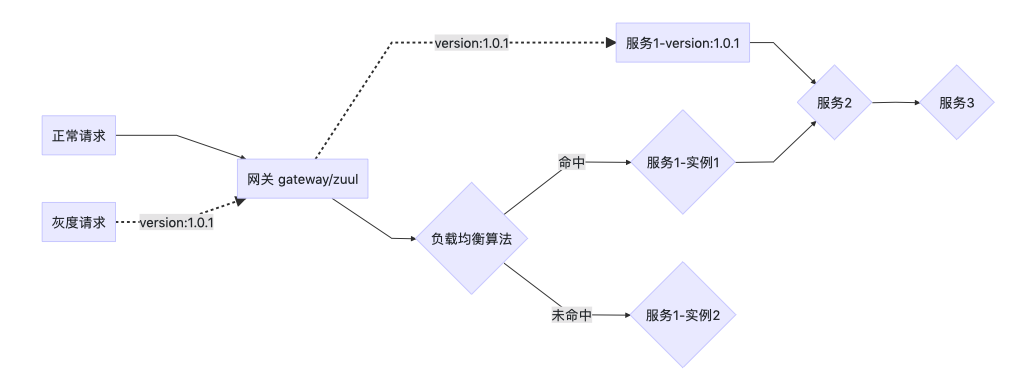 version:1.0.1
服务1-version:1.0.1
服务2
服务3
正常请求
命中
服务1-实例1
网关 gateway/zuul
灰度请求
version:1.0.1
负载均衡算法
未命中
服务1-实例2